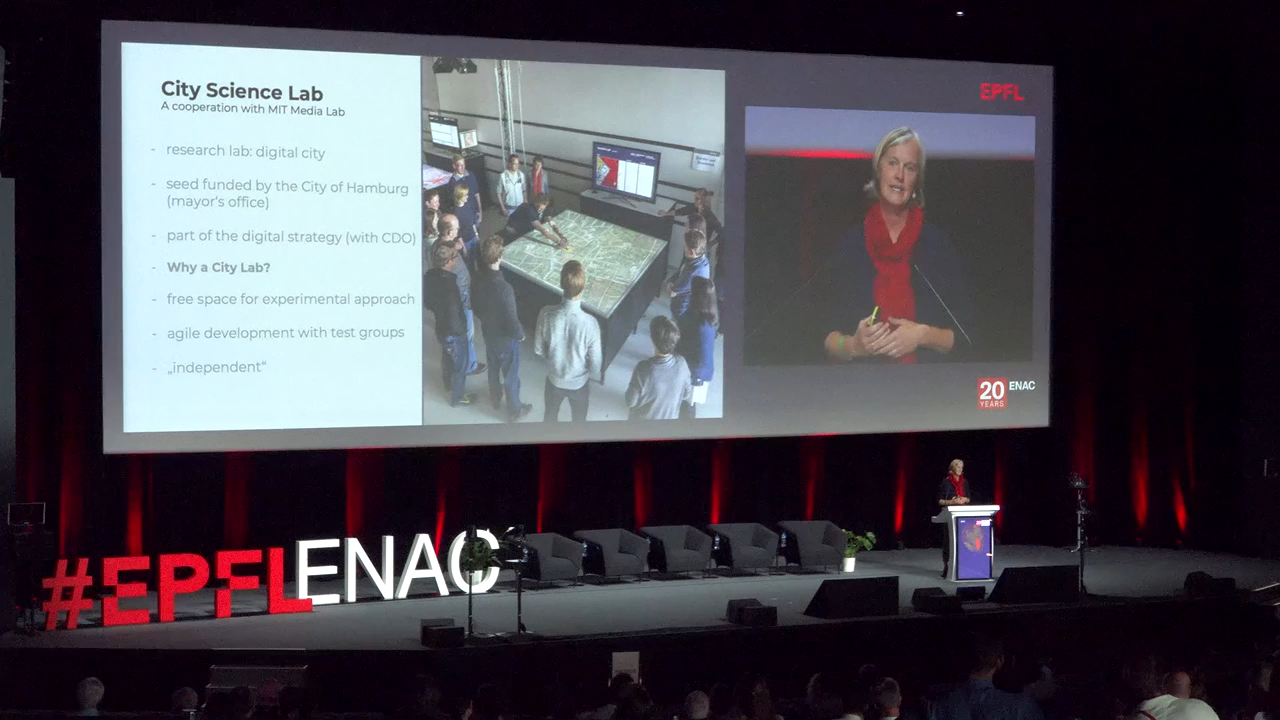 City Science Lab
A cooperation with MIT Media Lab
- research lab: digital city
- seed funded by the City of Hamburg
(mayor's office)
- part of the digital strategy (with CDO)
- Why a City Lab?
- free space for experimental approach
- agile development with test groups
- „independent“
EPFL
20
YEARS
ENAC
#EPFLENAC